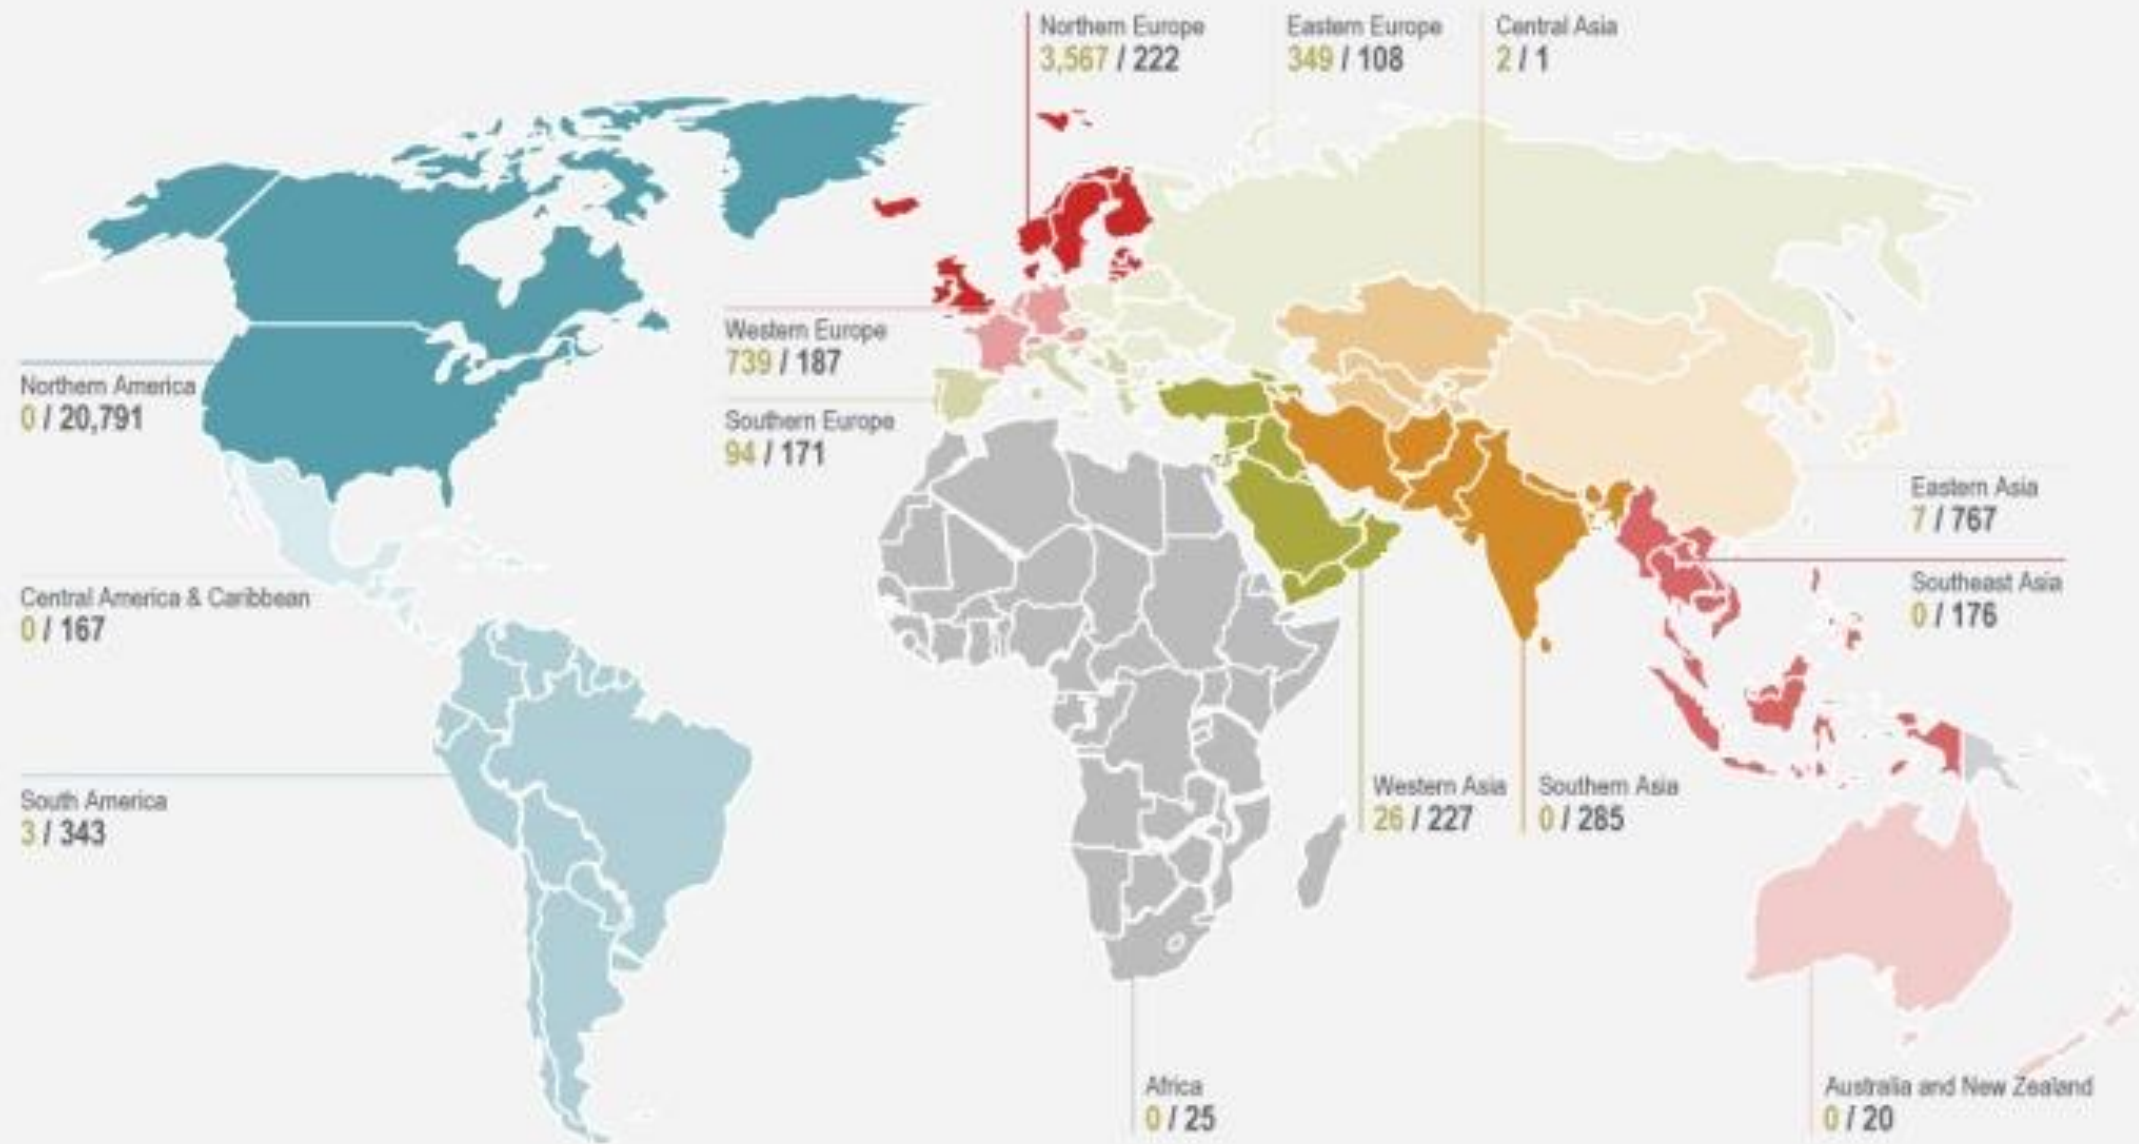 Northern Europe
3,567 / 222
Eastern Europe
349 / 108
Central Asia
2 / 1
Western Europe
739 / 187
Northern America
0 / 20,791
Southern Europe
94 / 171
Eastern Asia
7 / 767
Southeast Asia
0 / 176
Central America & Caribbean
0 / 167
Western Asia
26 / 227
Southern Asia
0 / 285
South America
3 / 343
Africa
0 / 25
Australia and New Zealand
0 / 20